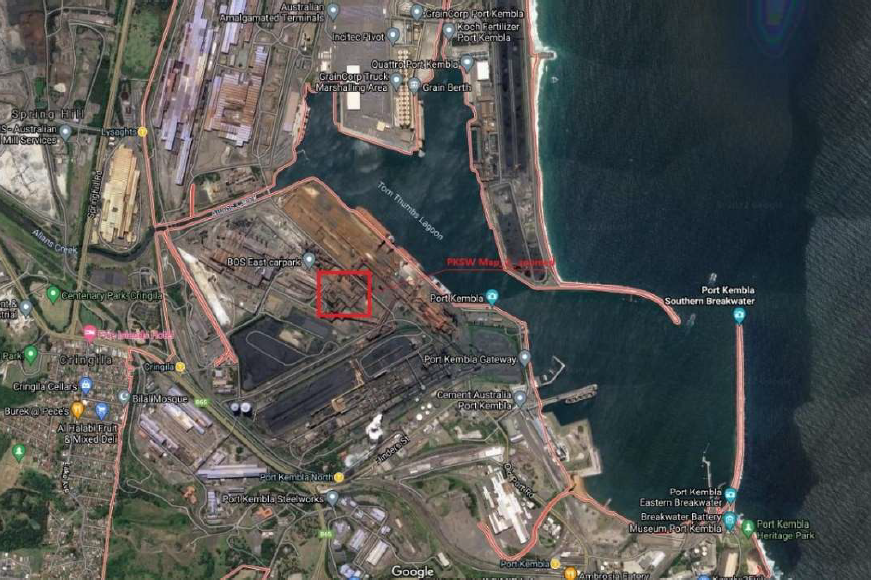 Australian
Amalgamated Terminals
GrainCorp Port Kembla
Koch Fertilizer
Port Kembla
Incitec Pivot
Quattro Port Kembla
GrainCorp Truck
Marshalling Area
Grain Berth
Spring Hill
Australian
Mill Services
Lysaghts
Springhill Rd
Tom Thumbs Lagoon
Allans Creek
BOS East carpark
PKSW Map
Centenary Park, Cringila
Port Kembla
Port Kembla
Southern Breakwater
Park
Cringila
Cringila
Port Kembla Gateway
Cringila Cellars
Bilal Mosque
B65
Cement Australia
Port Kembla
Burek @ Pece's
Al Halabi Fruit
& Mixed Deli
Flinders St
Port Kembla North
Port Kembla Steelworks
Port Kembla
Eastern Breakwater
Breakwater Battery
Museum Port Kembla
Port Kembla
Heritage Park
B65
Port Kembla
Google
Ambrosia Eatery